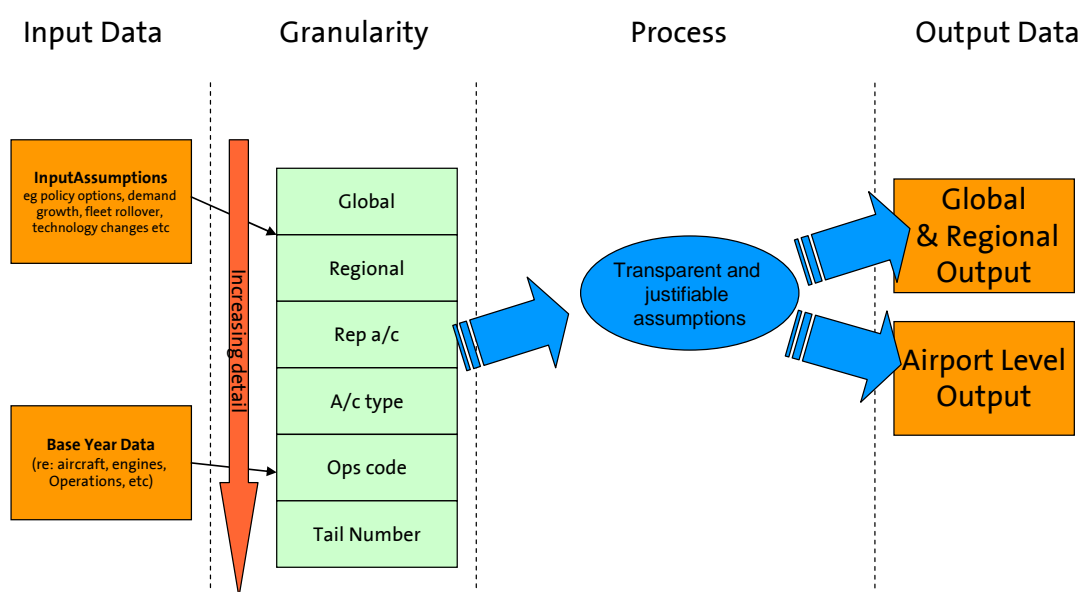 Input Data
Granularity
Process
Output Data
InputAssumptions
eg policy options, demand
growth, fleet rollover,
technology changes etc
Base Year Data
(re: aircraft, engines,
Operations, etc)
Increasing detail
Global
Regional
Rep a/c
A/c type
Ops code
Tail Number
Transparent and
justifiable
assumptions
Global
& Regional
Output
Airport Level
Output